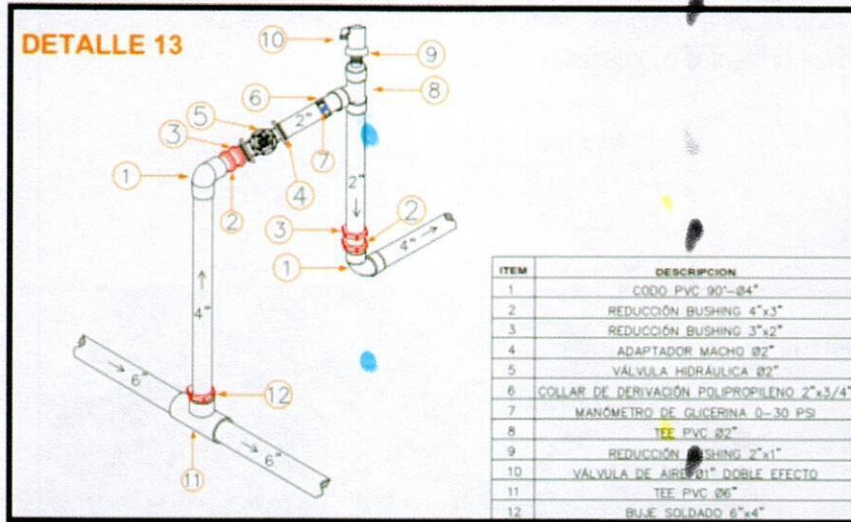 DETALLE 13
10
9
6
8
5
2"
3
7
1
4
2
2"
3
2
4"
1
4"
6"
12
6"
11
ITEM DESCRIPCION
1 CODO PVC 90°-Ø4"
2 REDUCCIÓN BUSHING 4"x3"
3 REDUCCIÓN BUSHING 3"x2"
4 ADAPTADOR MACHO Ø2"
5 VÁLVULA HIDRÁULICA Ø2"
6 COLLAR DE DERIVACIÓN POLIPROPILENO 2"x3/4"
7 MANÓMETRO DE GLICERINA 0-30 PSI
8 TEE PVC Ø2"
9 REDUCCIÓN BUSHING 2"x1"
10 VÁLVULA DE AIRE Ø1" DOBLE EFECTO
11 TEE PVC Ø6"
12 BUJE SOLDADO 6"x4"